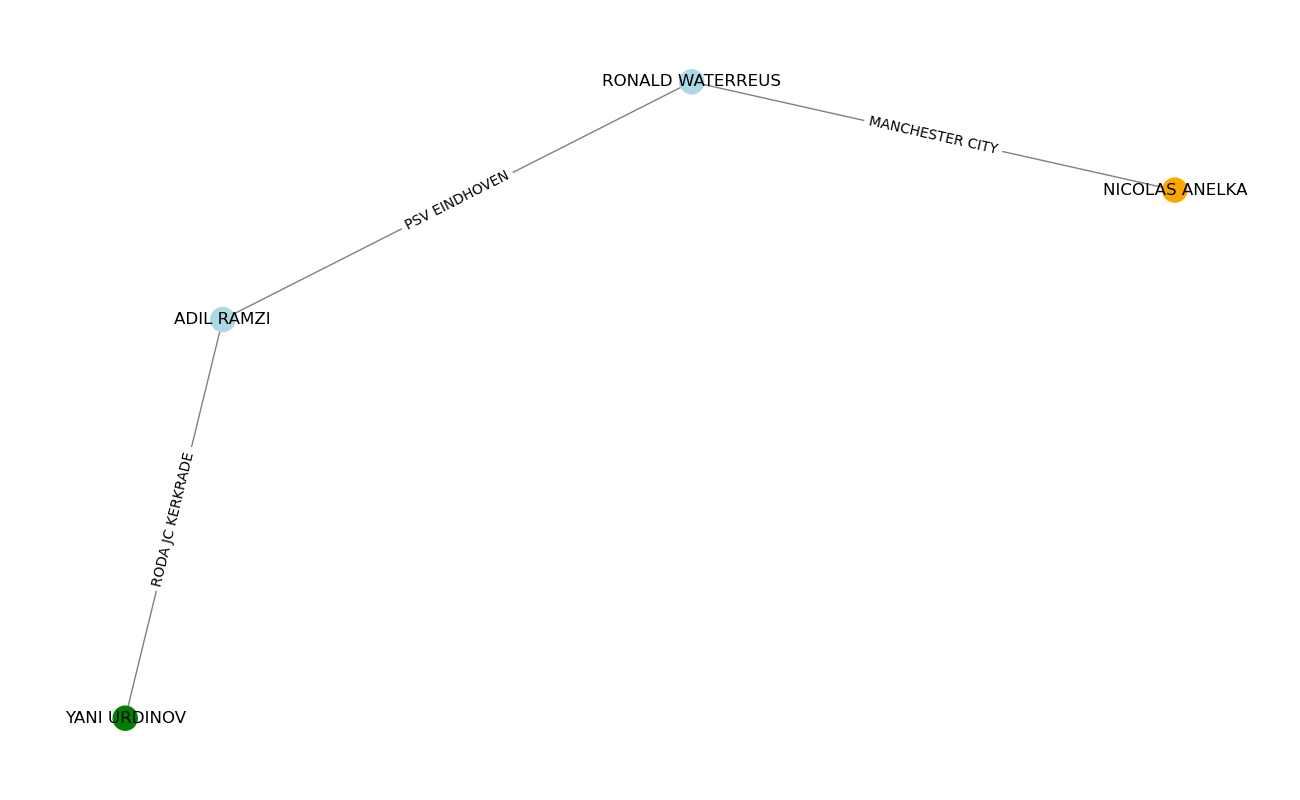 RONALD WATERREUS
MANCHESTER CITY
NICOLAS ANELKA
PSV EINDHOVEN
ADIL RAMZI
RODA JC KERKRADE
YANI URDINOV